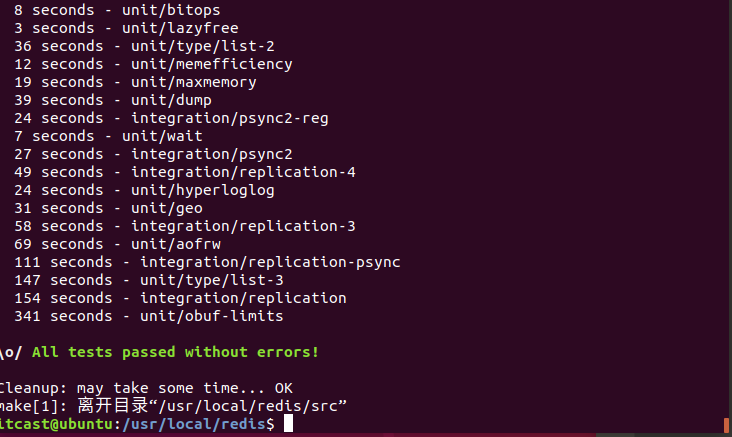 8 seconds - unit/bitops
3 seconds - unit/lazyfree
36 seconds - unit/type/list-2
12 seconds - unit/memefficiency
19 seconds - unit/maxmemory
39 seconds - unit/dump
24 seconds - integration/psync2-reg
7 seconds - unit/wait
27 seconds - integration/psync2
49 seconds - integration/replication-4
24 seconds - unit/hyperloglog
31 seconds - unit/geo
58 seconds - integration/replication-3
69 seconds - unit/aofrw
111 seconds - integration/replication-psync
147 seconds - unit/type/list-3
154 seconds - integration/replication
341 seconds - unit/obuf-limits
\o/ All tests passed without errors!
Cleanup: may take some time... OK
make[1]: 离开目录“/usr/local/redis/src”
itcast@ubuntu:/usr/local/redis$